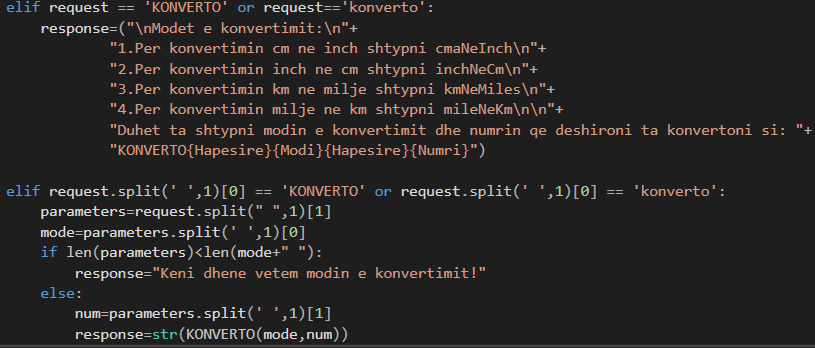 elif request == 'KONVERTO' or request=='konverto':
response=("\nModet e konvertimit:\n"+
"1.Per konvertimin cm ne inch shtypni cmaNeInch\n"+
"2.Per konvertimin inch ne cm shtypni inchNeCm\n"+
"3.Per konvertimin km ne milje shtypni kmNeMiles\n"+
"4.Per konvertimin milje ne km shtypni mileNeKm\n\n"+
"Duhet ta shtypni modin e konvertimit dhe numrin qe deshironi ta konvertoni si: "+
"KONVERTO{Hapesire}{Modi}{Hapesire}{Numri}")
elif request.split(' ',1)[0] == 'KONVERTO' or request.split(' ',1)[0] == 'konverto':
parameters=request.split(" ",1)[1]
mode=parameters.split(' ',1)[0]
if len(parameters)<len(mode+" "):
response="Keni dhene vetem modin e konvertimit!"
else:
num=parameters.split(' ',1)[1]
response=str(KONVERTO(mode,num))